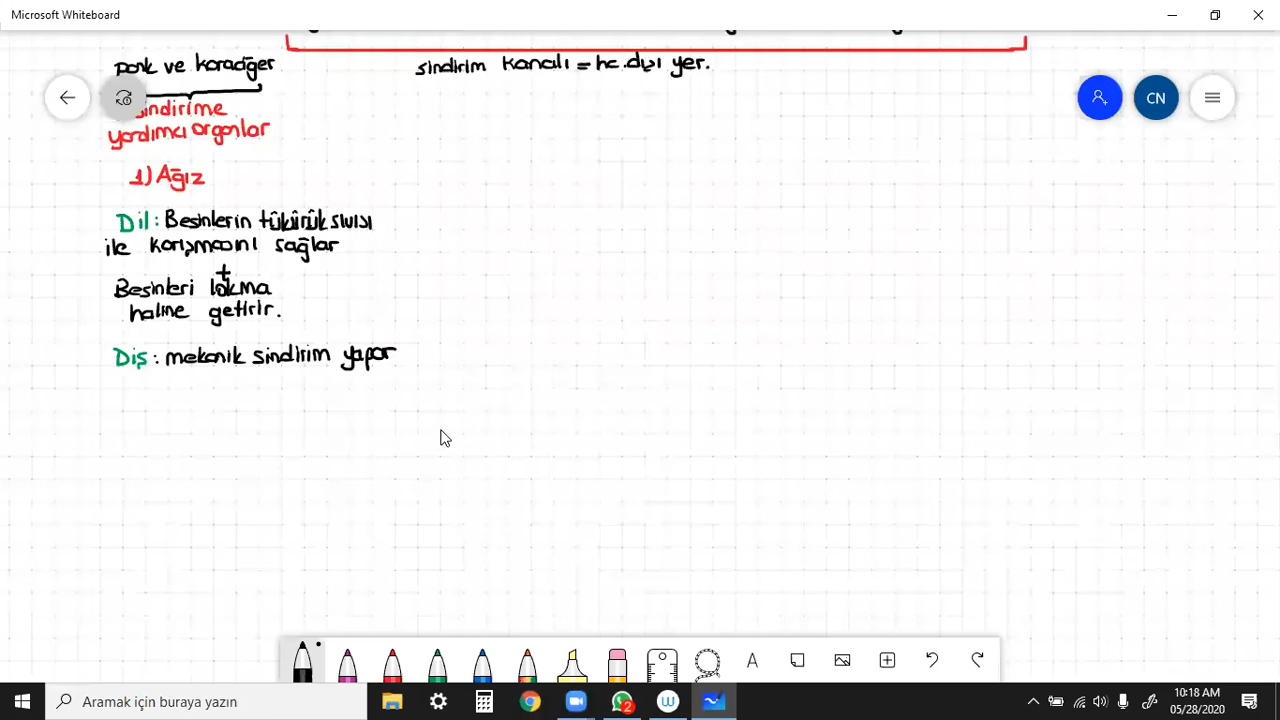 Microsoft Whiteboard
pank ve karaciğer
sindirim kanalı = hc.dışı yer.
CN
sindirime
yardımcı organlar
1) Ağız
Dil: Besinlerin tükürük sıvısı
ile karışmasını sağlar
+
Besinleri lokma
haline getirir.
Diş: mekanik sindirim yapar
A
Aramak için buraya yazın
2
10:18 AM
05/28/2020